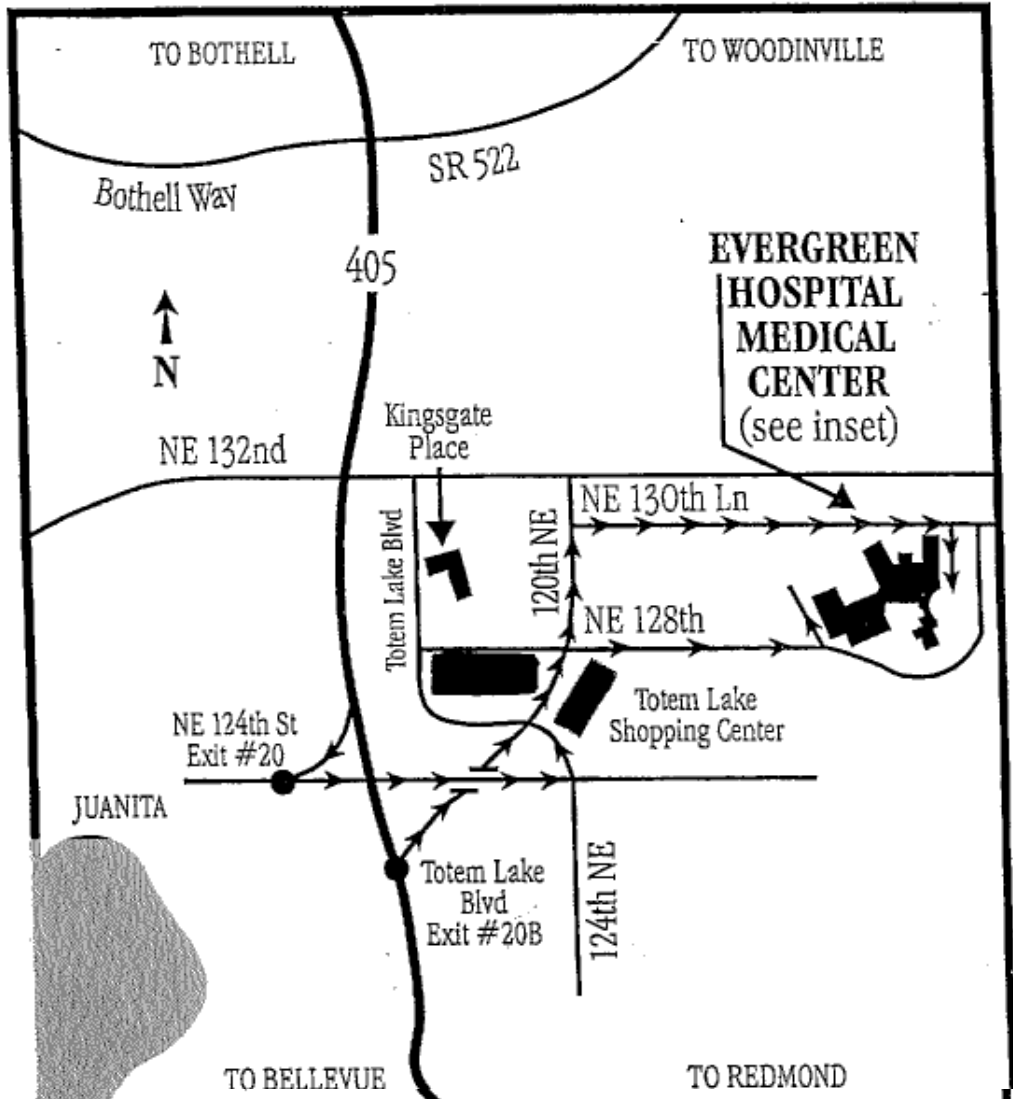 TO BOTHELL
TO WOODINVILLE
SR 522
Bothell Way
405
EVERGREEN
HOSPITAL
MEDICAL
CENTER
(see inset)
N
Kingsgate
Place
NE 132nd
NE 130th Ln
Totem Lake Blvd
120th NE
NE 128th
Totem Lake
Shopping Center
NE 124th St
Exit #20
JUANITA
Totem Lake
Blvd
Exit #20B
124th NE
TO BELLEVUE
TO REDMOND